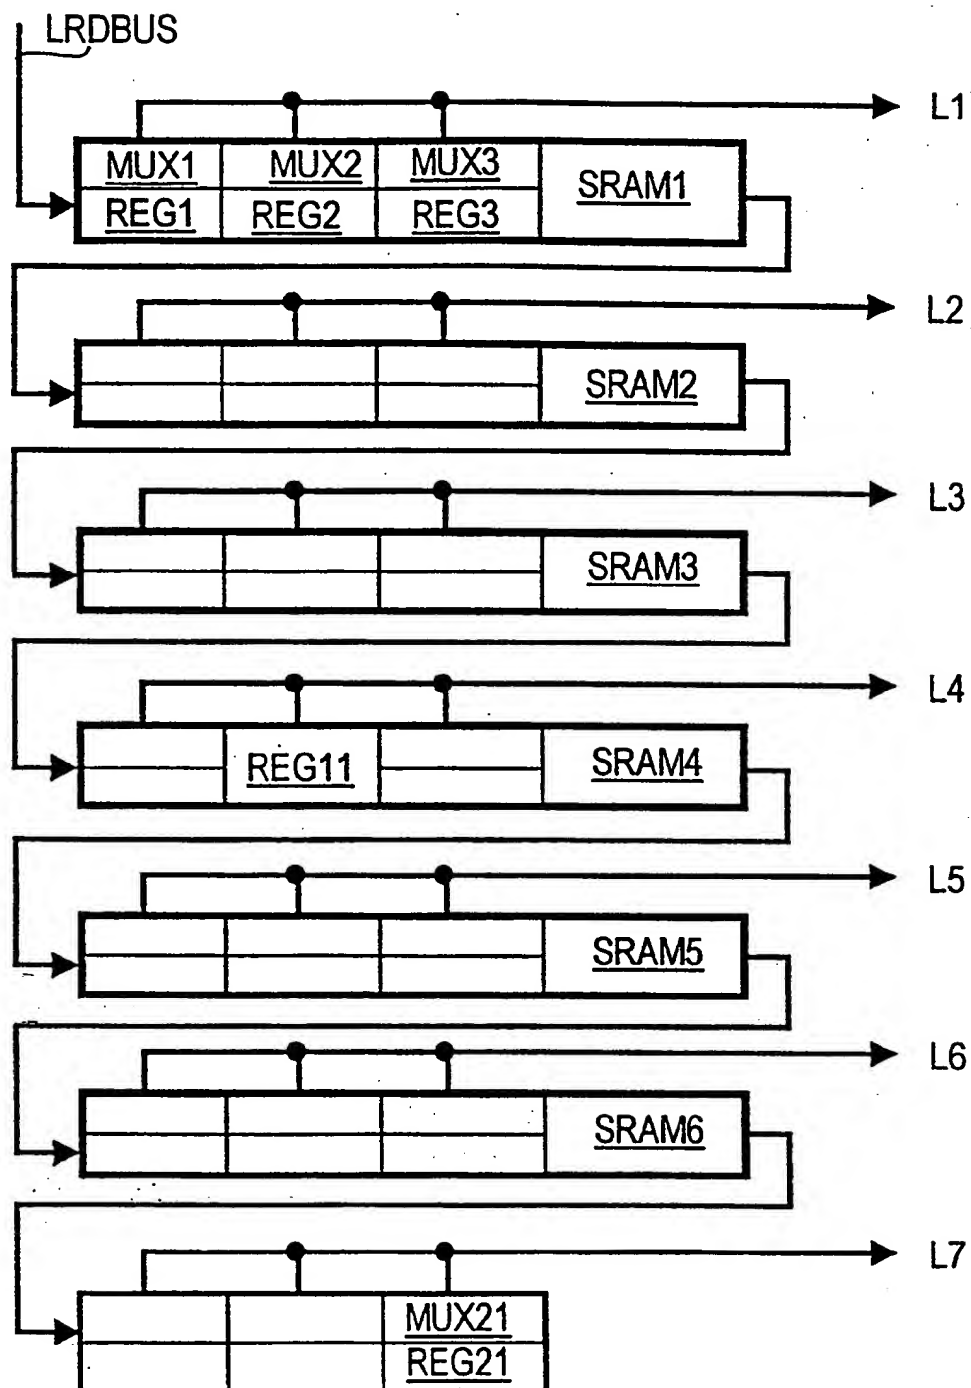 LRDBUS
L1
MUX1 MUX2 MUX3 SRAM1
REG1 REG2 REG3
L2
SRAM2
L3
SRAM3
L4
REG11 SRAM4
L5
SRAM5
L6
SRAM6
L7
MUX21
REG21